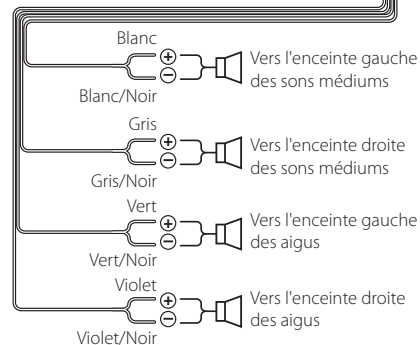 Blanc
Vers l'enceinte gauche
des sons médiums
Blanc/Noir
Gris
Vers l'enceinte droite
des sons médiums
Gris/Noir
Vert
Vers l'enceinte gauche
des aigus
Vert/Noir
Violet
Vers l'enceinte droite
des aigus
Violet/Noir